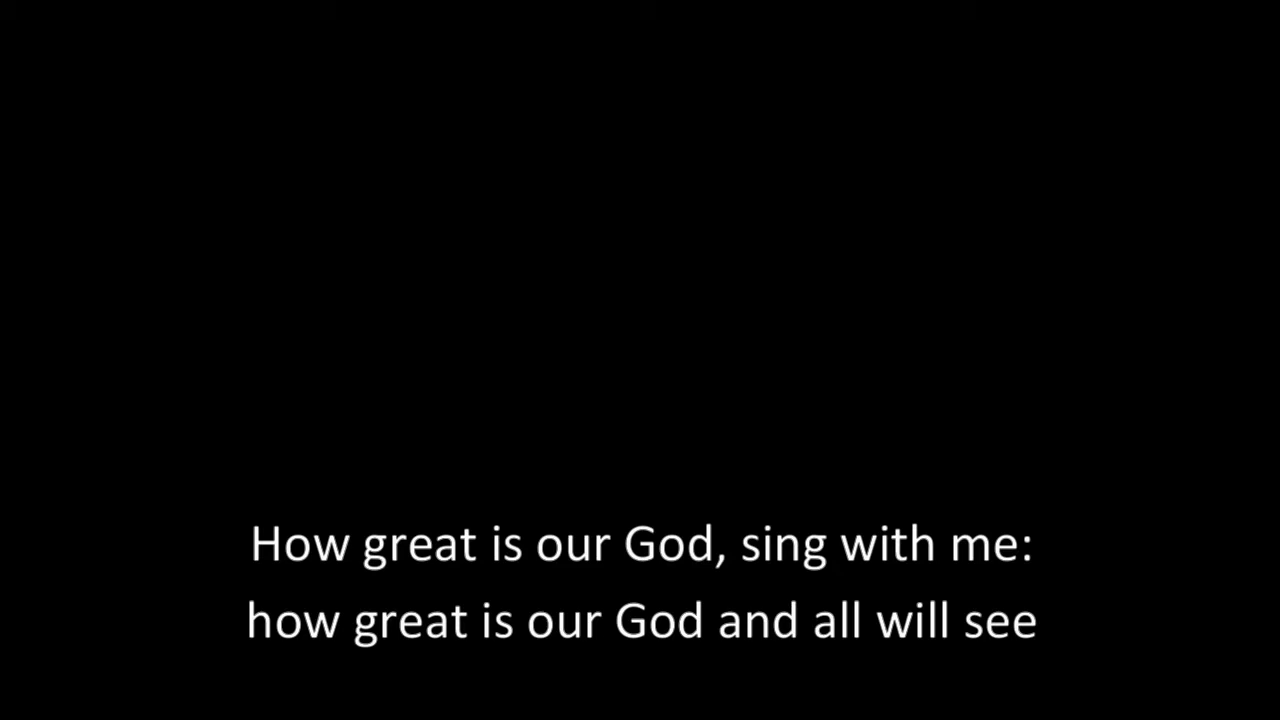 How great is our God, sing with me:
how great is our God and all will see